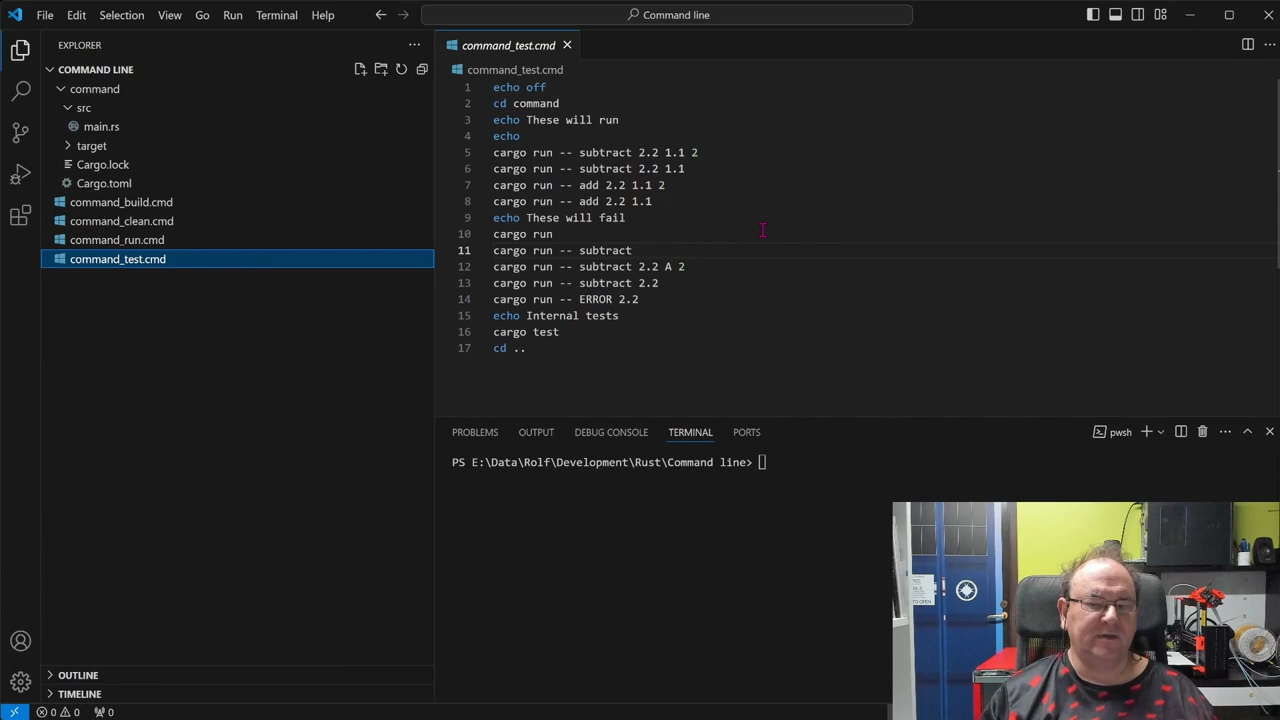 File Edit Selection View Go Run Terminal Help
Command line
EXPLORER
COMMAND LINE
command
src
main.rs
target
Cargo.lock
Cargo.toml
command_build.cmd
command_clean.cmd
command_run.cmd
command_test.cmd
OUTLINE
TIMELINE
command_test.cmd
command_test.cmd
1 echo off
2 cd command
3 echo These will run
4 echo
5 cargo run -- subtract 2.2 1.1 2
6 cargo run -- subtract 2.2 1.1
7 cargo run -- add 2.2 1.1 2
8 cargo run -- add 2.2 1.1
9 echo These will fail
10 cargo run
11 cargo run -- subtract
12 cargo run -- subtract 2.2 A 2
13 cargo run -- subtract 2.2
14 cargo run -- ERROR 2.2
15 echo Internal tests
16 cargo test
17 cd ..
PROBLEMS OUTPUT DEBUG CONSOLE TERMINAL PORTS
pwsh
PS E:\Data\Rolf\Development\Rust\Command line>
TO OPEN
0 0 0